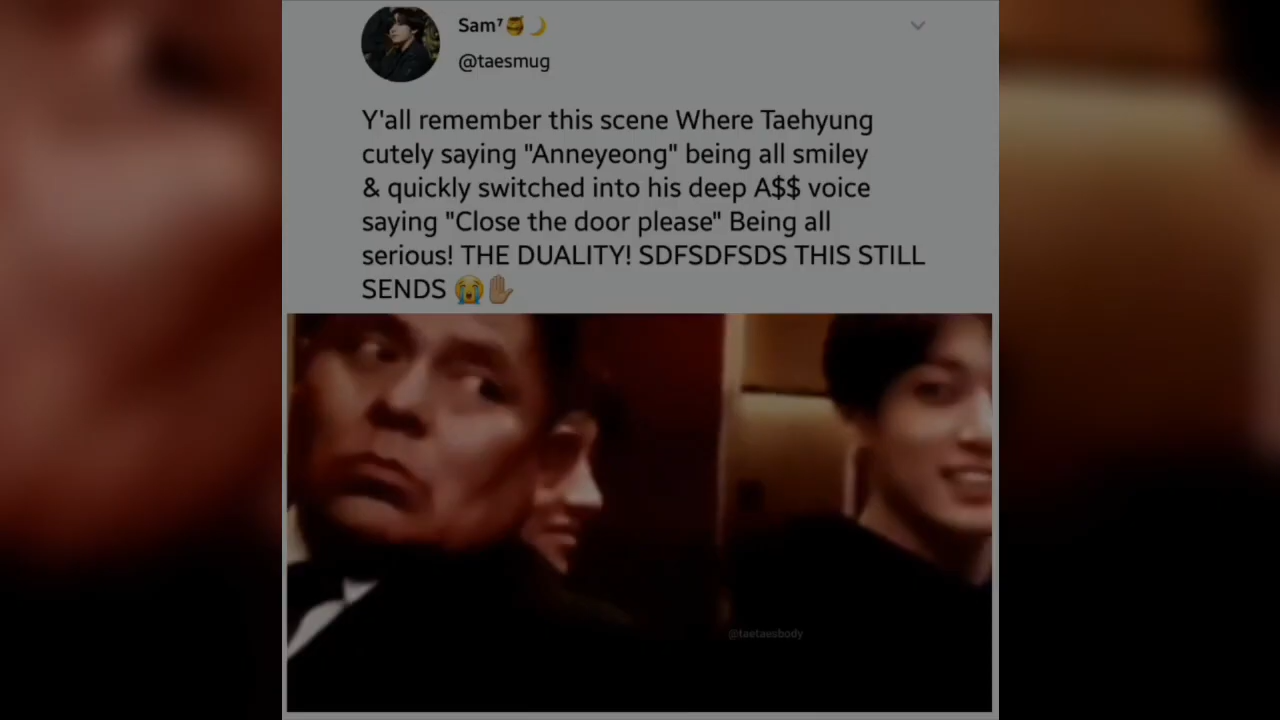 Sam⁷🍯🌙
@taesmug
Y'all remember this scene Where Taehyung
cutely saying "Anneyeong" being all smiley
& quickly switched into his deep A$$ voice
saying "Close the door please" Being all
serious! THE DUALITY! SDFSDFSDS THIS STILL
SENDS 😭✋🏼
@taetaesbody